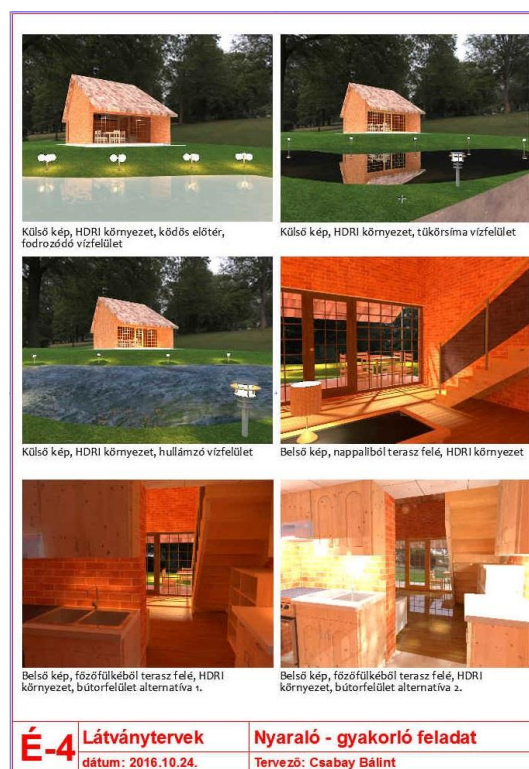 Külső kép, HDRI környezet, ködös előtér,
fodrozódó vízfelület
Külső kép, HDRI környezet, tükörsíma vízfelület
Külső kép, HDRI környezet, hullámzó vízfelület
Belső kép, nappaliból terasz felé, HDRI környezet
Belső kép, főzőfülkéből terasz felé, HDRI
környezet, bútorfelület alternatíva 1.
Belső kép, főzőfülkéből terasz felé, HDRI
környezet, bútorfelület alternatíva 2.
É-4
Látványtervek
dátum: 2016.10.24.
Nyaraló - gyakorló feladat
Tervező: Csabay Bálint